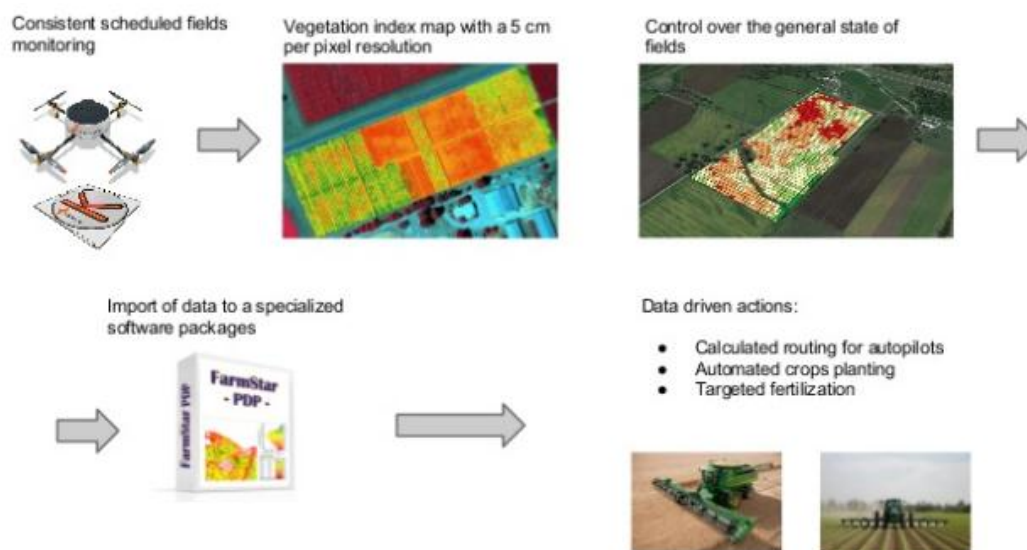 Consistent scheduled fields
monitoring
Vegetation index map with a 5 cm
per pixel resolution
Control over the general state of
fields
Import of data to a specialized
software packages
FarmStar
- PDP -
FarmStar PDP
Data driven actions:
● Calculated routing for autopilots
● Automated crops planting
● Targeted fertilization